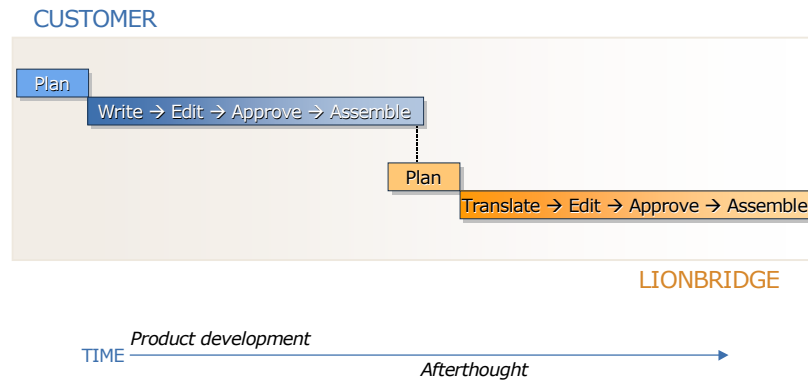 CUSTOMER
Plan
Write → Edit → Approve → Assemble
Plan
Translate → Edit → Approve → Assemble
LIONBRIDGE
Product development
TIME
Afterthought